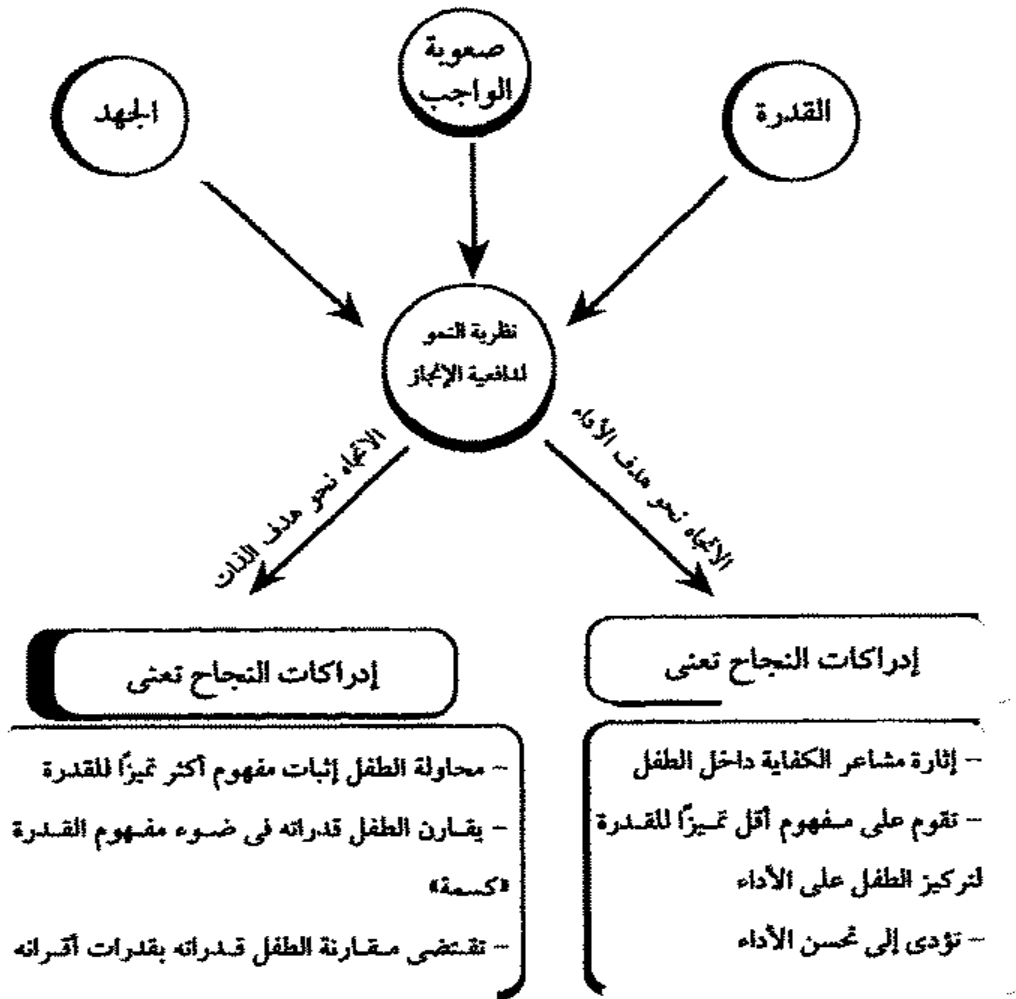 صعوبة
الواجب
القدرة
الجهد
نظرية النمو
لدافعية الإنجاز
الاتجاه نحو هدف الأداء
الاتجاه نحو هدف الذات
إدراكات النجاح تعنى
– إثارة مشاعر الكفاية داخل الطفل
– تقوم على مفهوم أقل تميزًا للقدرة
لتركيز الطفل على الأداء
– تؤدى إلى تحسن الأداء
إدراكات النجاح تعنى
– محاولة الطفل إثبات مفهوم أكثر تميزًا للقدرة
– يقارن الطفل قدراته فى ضوء مفهوم القدرة
«كسمة»
– تقتضى مقارنة الطفل قدراته بقدرات أقرانه